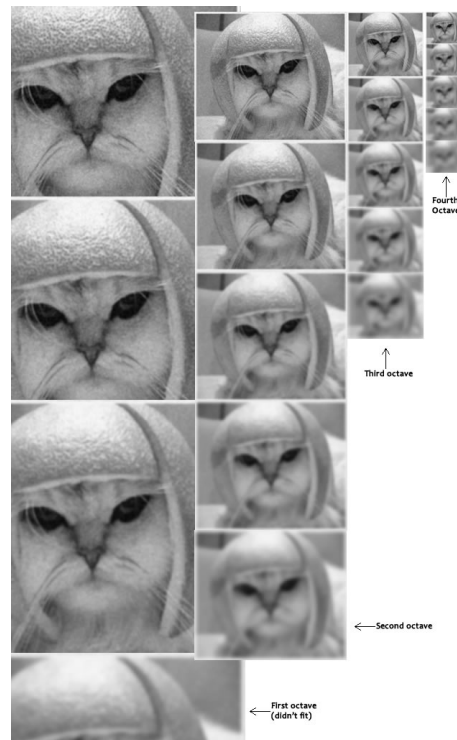 Fourth
Octave
Third octave
Second octave
First octave
(didn't fit)